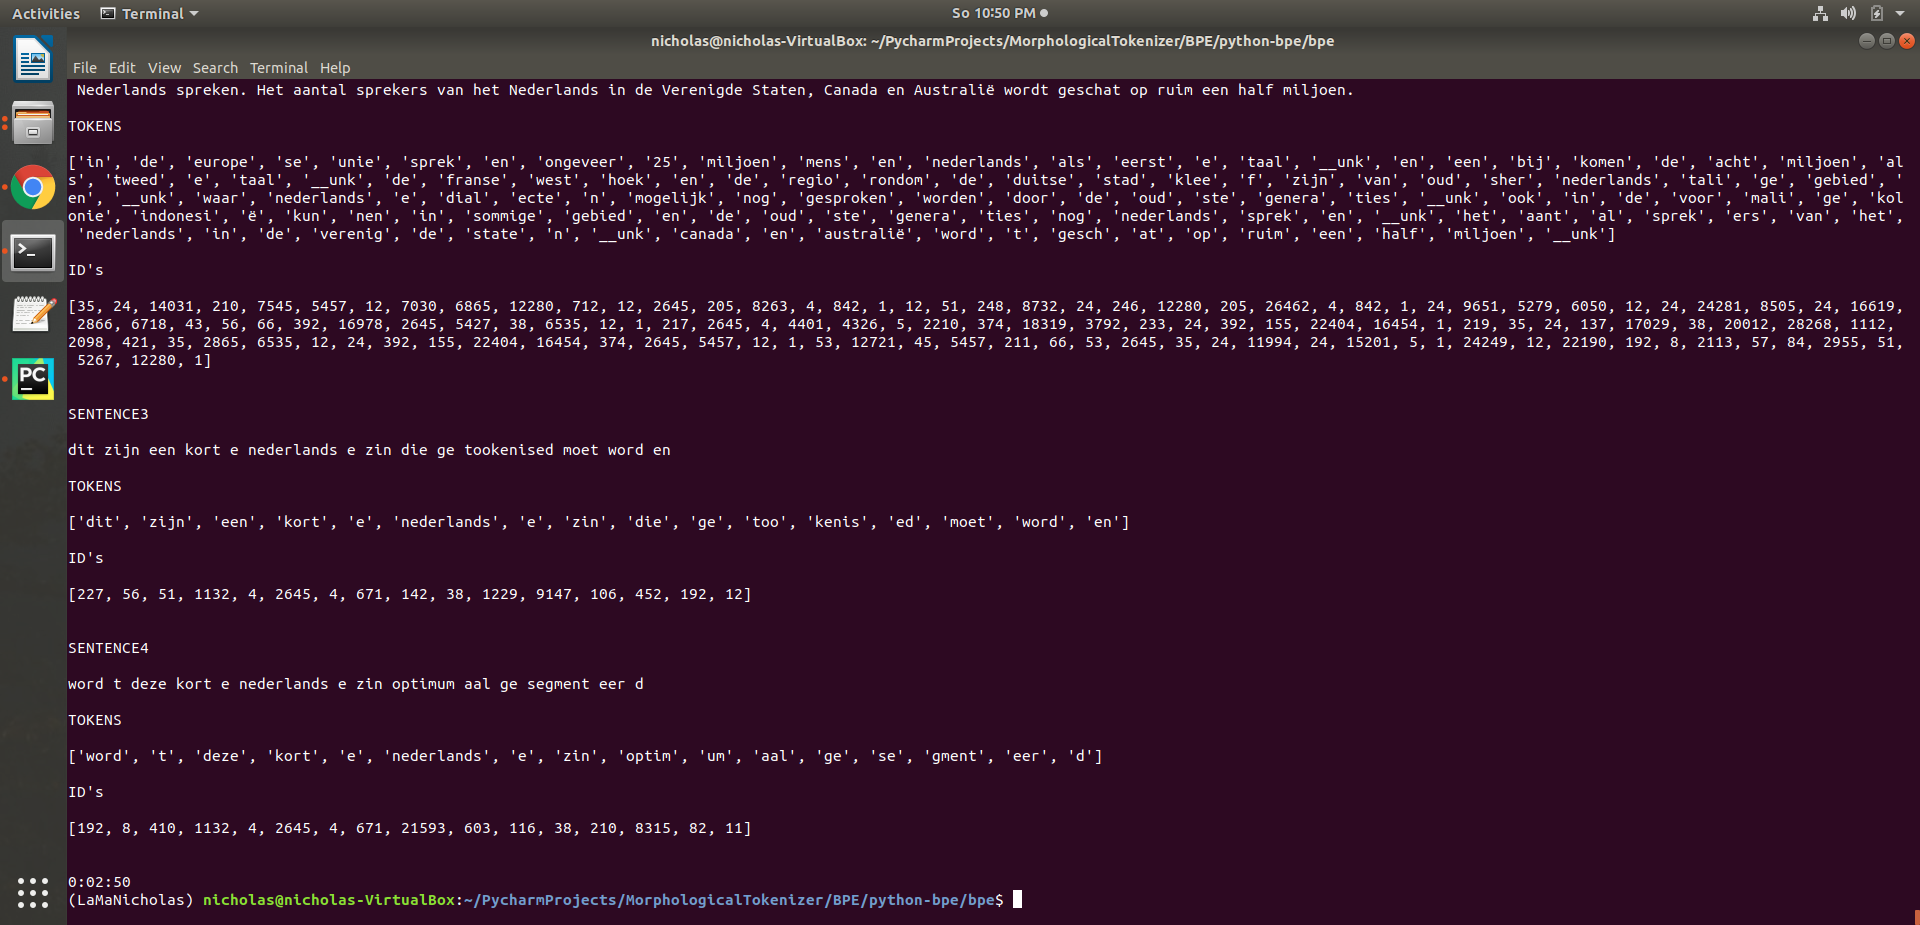 Activities
Terminal
So 10:50 PM
nicholas@nicholas-VirtualBox: ~/PycharmProjects/MorphologicalTokenizer/BPE/python-bpe/bpe
File Edit View Search Terminal Help
Nederlands spreken. Het aantal sprekers van het Nederlands in de Verenigde Staten, Canada en Australië wordt geschat op ruim een half miljoen.
TOKENS
['in', 'de', 'europe', 'se', 'unie', 'sprek', 'en', 'ongeveer', '25', 'miljoen', 'mens', 'en', 'nederlands', 'als', 'eerst', 'e', 'taal', '__unk', 'en', 'een', 'bij', 'komen', 'de', 'acht', 'miljoen', 'al
s', 'tweed', 'e', 'taal', '__unk', 'de', 'franse', 'west', 'hoek', 'en', 'de', 'regio', 'rondom', 'de', 'duitse', 'stad', 'klee', 'f', 'zijn', 'van', 'oud', 'sher', 'nederlands', 'tali', 'ge', 'gebied', '
en', '__unk', 'waar', 'nederlands', 'e', 'dial', 'ecte', 'n', 'mogelijk', 'nog', 'gesproken', 'worden', 'door', 'de', 'oud', 'ste', 'genera', 'ties', '__unk', 'ook', 'in', 'de', 'voor', 'mali', 'ge', 'kol
onie', 'indonesi', 'ë', 'kun', 'nen', 'in', 'sommige', 'gebied', 'en', 'de', 'oud', 'ste', 'genera', 'ties', 'nog', 'nederlands', 'sprek', 'en', '__unk', 'het', 'aant', 'al', 'sprek', 'ers', 'van', 'het',
'nederlands', 'in', 'de', 'verenig', 'de', 'state', 'n', '__unk', 'canada', 'en', 'australië', 'word', 't', 'gesch', 'at', 'op', 'ruim', 'een', 'half', 'miljoen', '__unk']
ID's
[35, 24, 14031, 210, 7545, 5457, 12, 7030, 6865, 12280, 712, 12, 2645, 205, 8263, 4, 842, 1, 12, 51, 248, 8732, 24, 246, 12280, 205, 26462, 4, 842, 1, 24, 9651, 5279, 6050, 12, 24, 24281, 8505, 24, 16619,
2866, 6718, 43, 56, 66, 392, 16978, 2645, 5427, 38, 6535, 12, 1, 217, 2645, 4, 4401, 4326, 5, 2210, 374, 18319, 3792, 233, 24, 392, 155, 22404, 16454, 1, 219, 35, 24, 137, 17029, 38, 20012, 28268, 1112,
2098, 421, 35, 2865, 6535, 12, 24, 392, 155, 22404, 16454, 374, 2645, 5457, 12, 1, 53, 12721, 45, 5457, 211, 66, 53, 2645, 35, 24, 11994, 24, 15201, 5, 1, 24249, 12, 22190, 192, 8, 2113, 57, 84, 2955, 51,
5267, 12280, 1]
SENTENCE3
dit zijn een kort e nederlands e zin die ge tookenised moet word en
TOKENS
['dit', 'zijn', 'een', 'kort', 'e', 'nederlands', 'e', 'zin', 'die', 'ge', 'too', 'kenis', 'ed', 'moet', 'word', 'en']
ID's
[227, 56, 51, 1132, 4, 2645, 4, 671, 142, 38, 1229, 9147, 106, 452, 192, 12]
SENTENCE4
word t deze kort e nederlands e zin optimum aal ge segment eer d
TOKENS
['word', 't', 'deze', 'kort', 'e', 'nederlands', 'e', 'zin', 'optim', 'um', 'aal', 'ge', 'se', 'gment', 'eer', 'd']
ID's
[192, 8, 410, 1132, 4, 2645, 4, 671, 21593, 603, 116, 38, 210, 8315, 82, 11]
0:02:50
(LaMaNicholas) nicholas@nicholas-VirtualBox:~/PycharmProjects/MorphologicalTokenizer/BPE/python-bpe/bpe$
PC